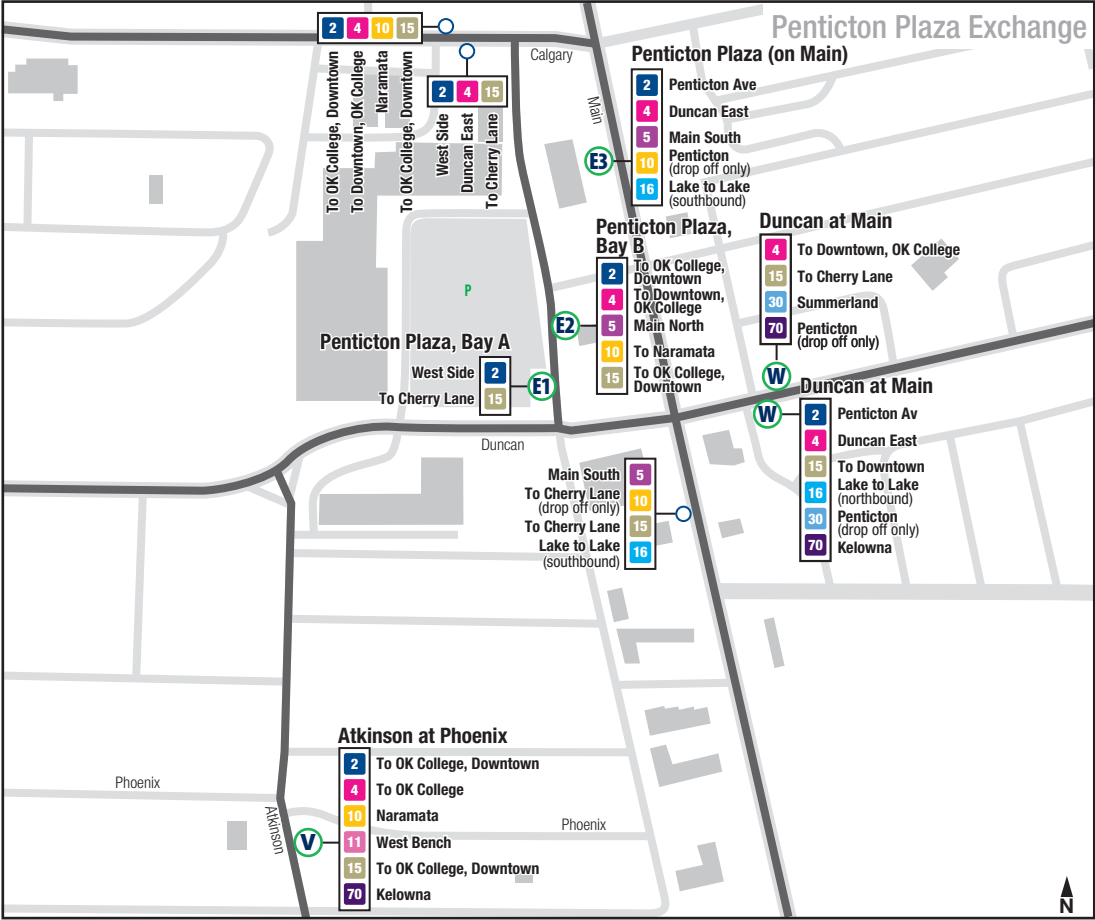 Penticton Plaza Exchange
2 4 10 15
To OK College, Downtown
To Downtown, OK College
Naramata
To OK College, Downtown
2 4 15
West Side
Duncan East
To Cherry Lane
Calgary
Main
Penticton Plaza (on Main)
E3
2 Penticton Ave
4 Duncan East
5 Main South
10 Penticton
(drop off only)
16 Lake to Lake
(southbound)
Penticton Plaza,
Bay B
E2
2 To OK College,
Downtown
4 To Downtown,
OK College
5 Main North
10 To Naramata
15 To OK College,
Downtown
Duncan at Main
4 To Downtown, OK College
15 To Cherry Lane
30 Summerland
70 Penticton
(drop off only)
W
P
Penticton Plaza, Bay A
West Side 2
To Cherry Lane 15
E1
W
Duncan at Main
2 Penticton Av
4 Duncan East
15 To Downtown
16 Lake to Lake
(northbound)
30 Penticton
(drop off only)
70 Kelowna
Duncan
Main South 5
To Cherry Lane 10
(drop off only)
To Cherry Lane 15
Lake to Lake 16
(southbound)
Atkinson at Phoenix
V
2 To OK College, Downtown
4 To OK College
10 Naramata
11 West Bench
15 To OK College, Downtown
70 Kelowna
Phoenix
Atkinson
Phoenix
N